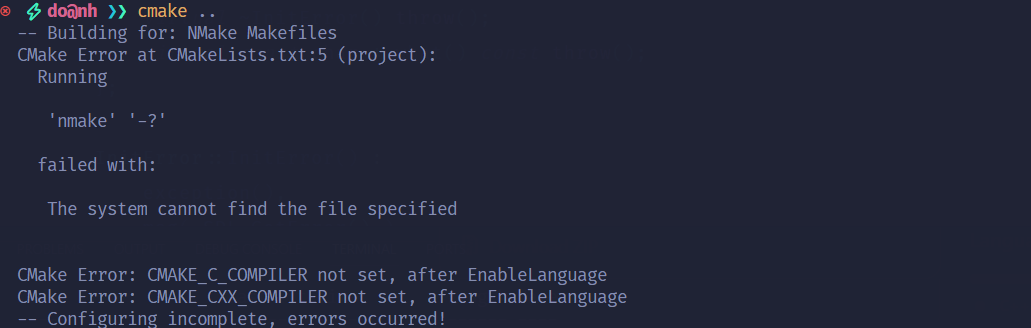 do@nh ❯❯ cmake ..
-- Building for: NMake Makefiles
CMake Error at CMakeLists.txt:5 (project):
  Running

   'nmake' '-?'

  failed with:

   The system cannot find the file specified


CMake Error: CMAKE_C_COMPILER not set, after EnableLanguage
CMake Error: CMAKE_CXX_COMPILER not set, after EnableLanguage
-- Configuring incomplete, errors occurred!